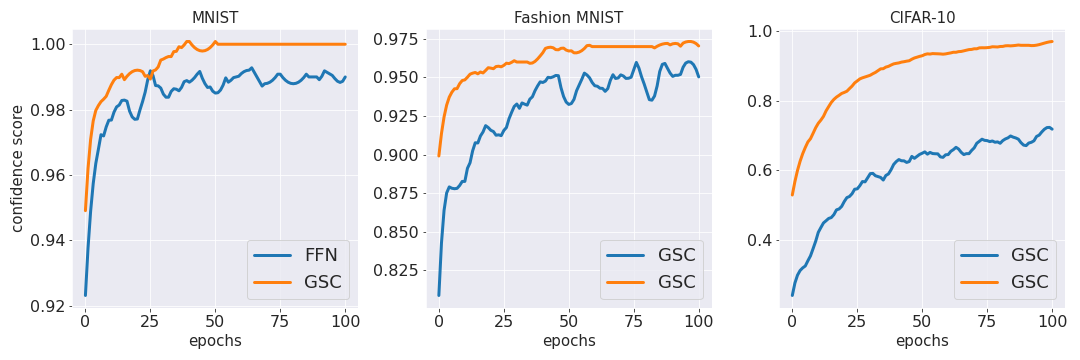 MNIST
confidence score
1.00
0.98
0.96
0.94
0.92
0 25 50 75 100
epochs
FFN
GSC
Fashion MNIST
0.975
0.950
0.925
0.900
0.875
0.850
0.825
0 25 50 75 100
epochs
GSC
GSC
CIFAR-10
1.0
0.8
0.6
0.4
0 25 50 75 100
epochs
GSC
GSC